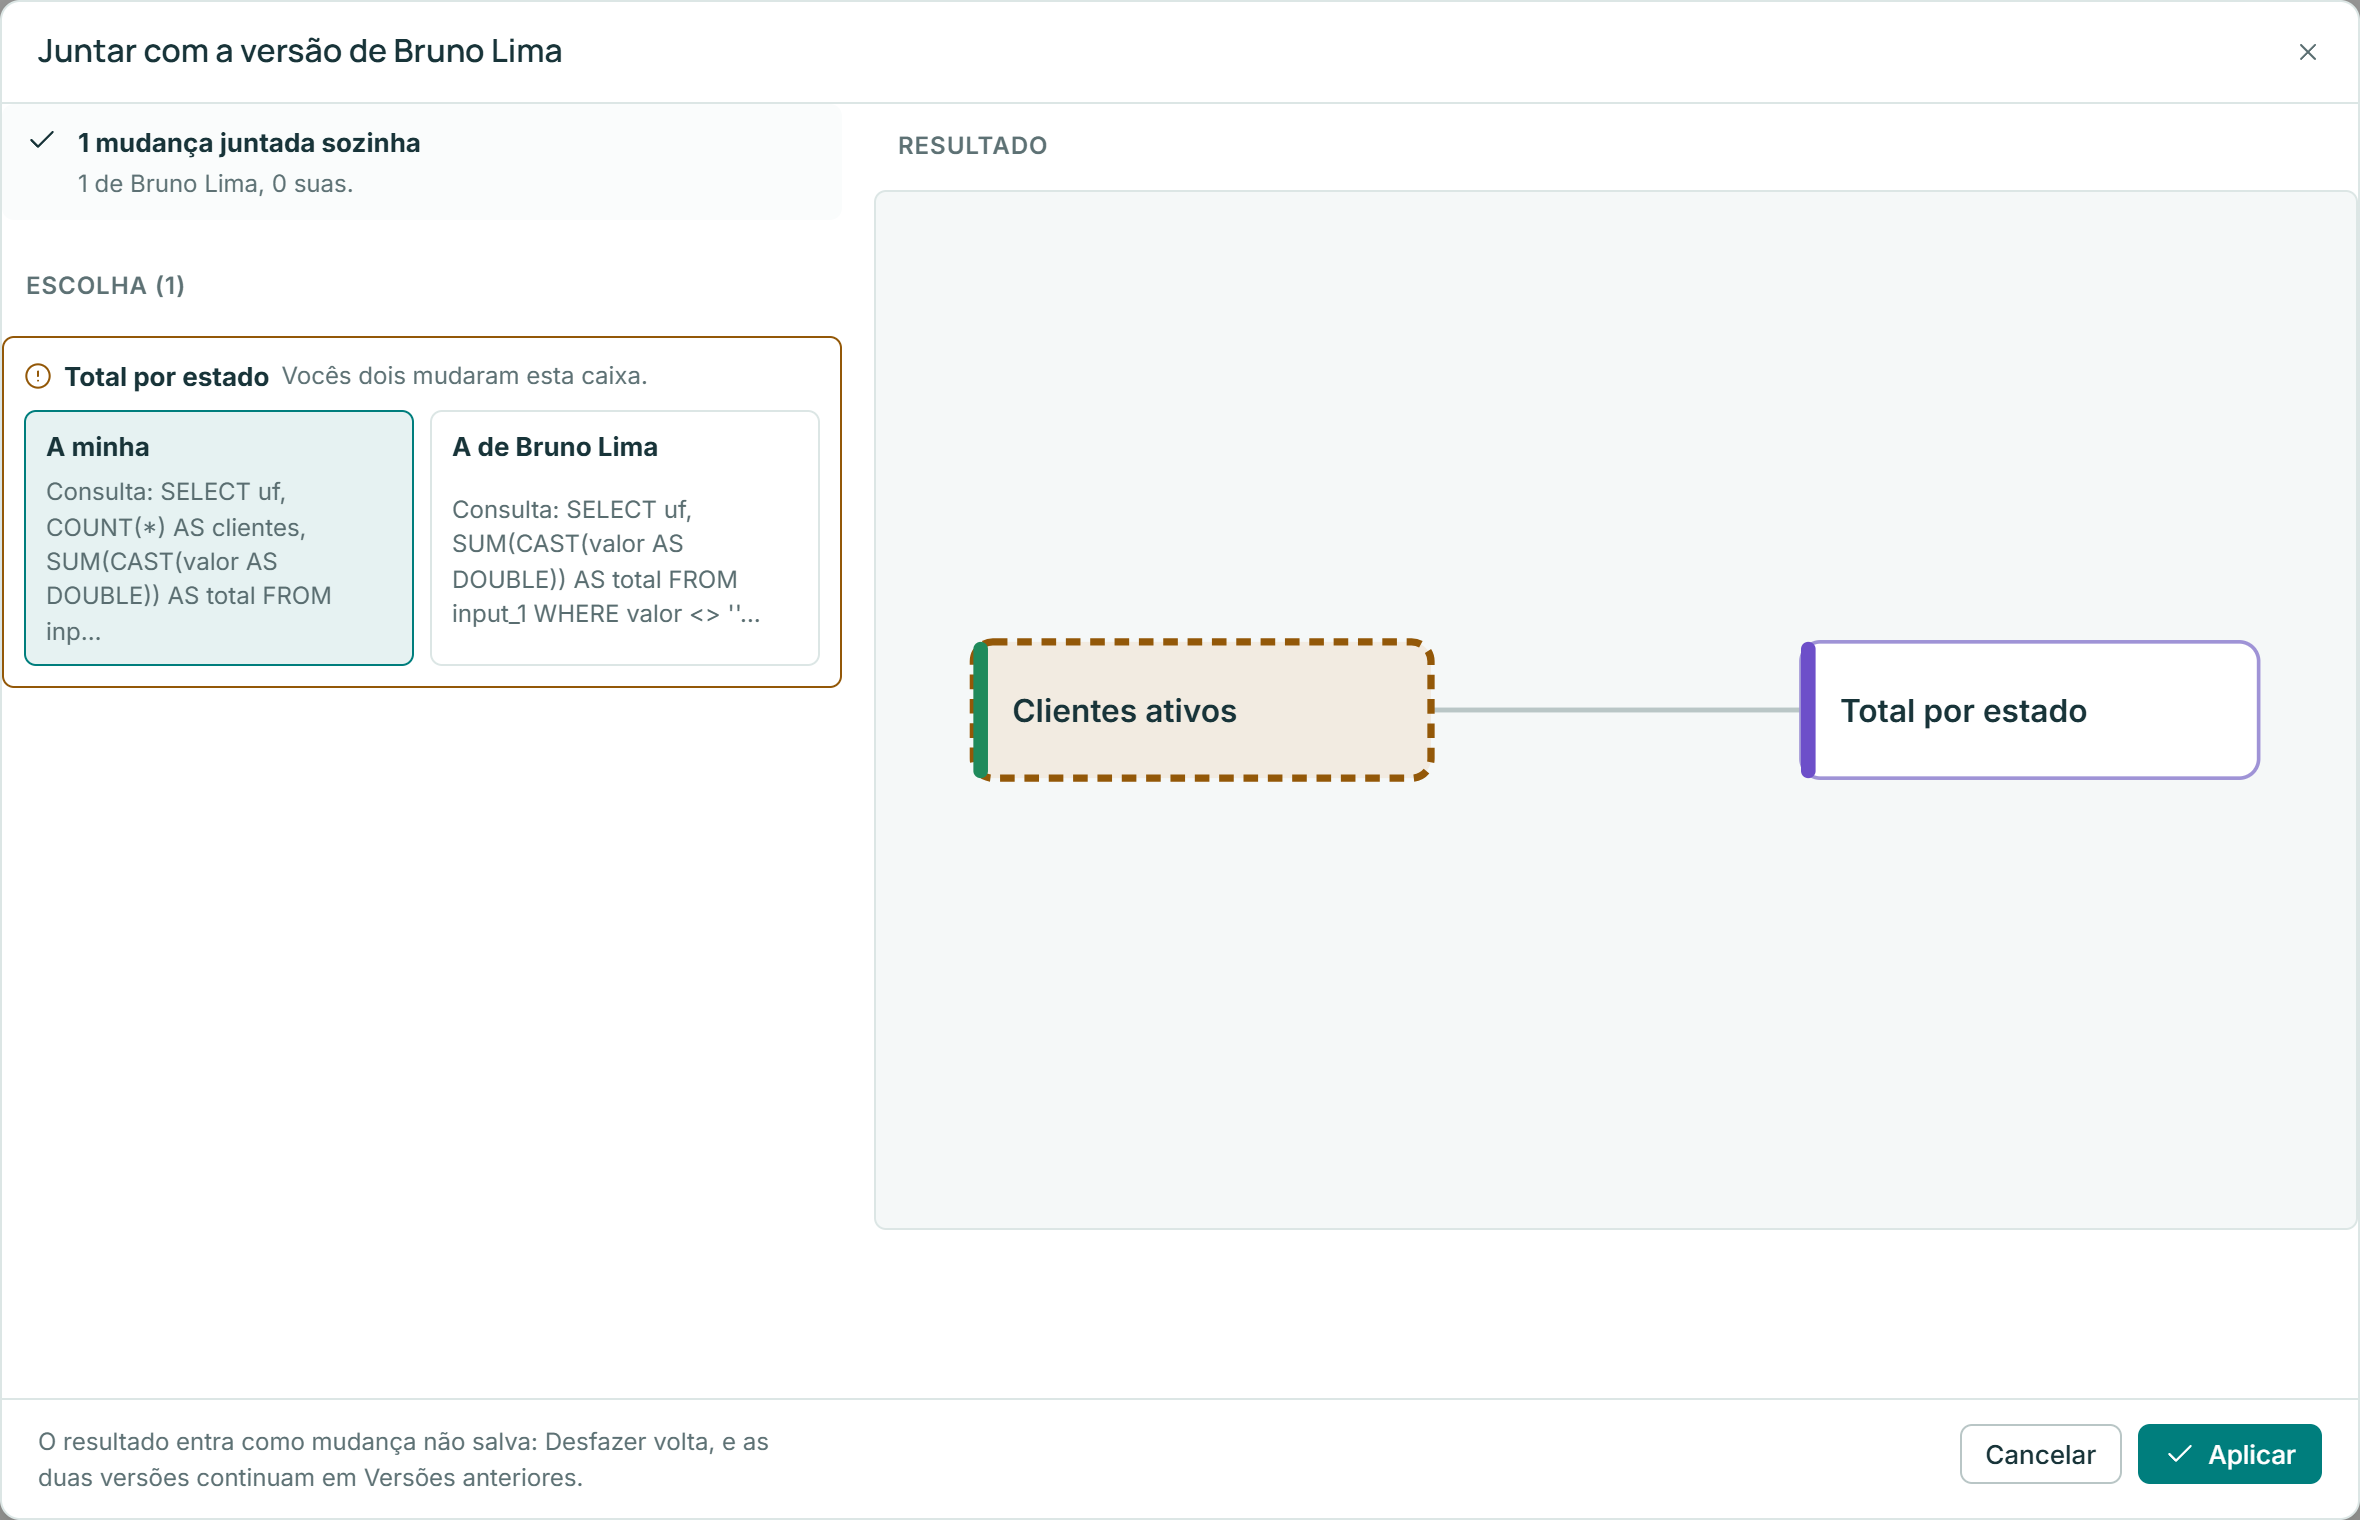 Juntar com a versão de Bruno Lima
1 mudança juntada sozinha
1 de Bruno Lima, 0 suas.
ESCOLHA (1)
Total por estado Vocês dois mudaram esta caixa.
A minha
Consulta: SELECT uf,
COUNT(*) AS clientes,
SUM(CAST(valor AS
DOUBLE)) AS total FROM
inp...
A de Bruno Lima
Consulta: SELECT uf,
SUM(CAST(valor AS
DOUBLE)) AS total FROM
input_1 WHERE valor <> ''...
RESULTADO
Clientes ativos
Total por estado
O resultado entra como mudança não salva: Desfazer volta, e as
duas versões continuam em Versões anteriores.
Cancelar
Aplicar